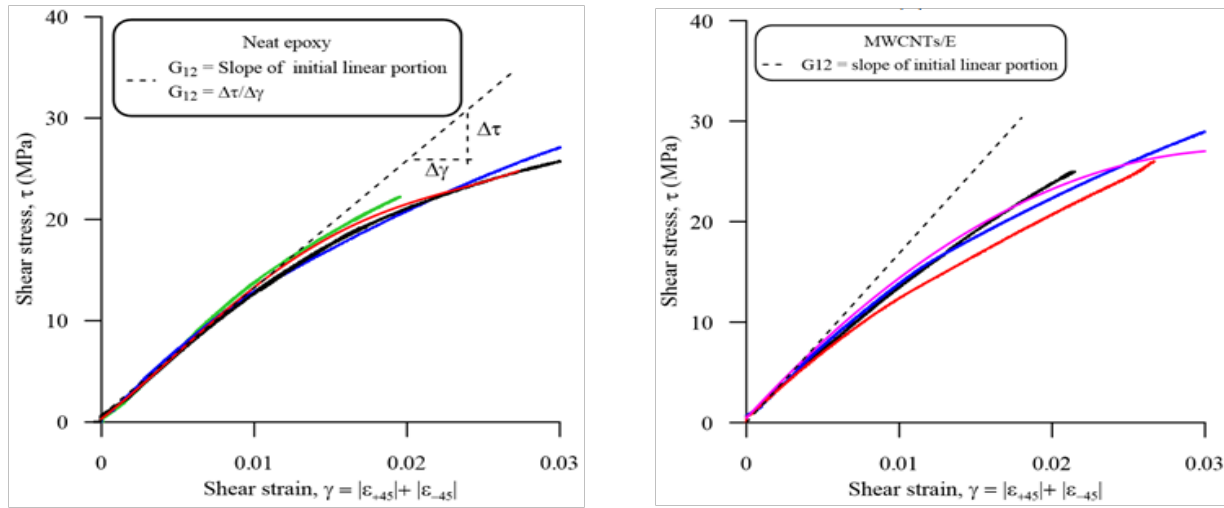 40
30
20
10
0
Shear stress, τ (MPa)
Neat epoxy
G12 = Slope of initial linear portion
G12 = Δτ/Δγ
Δτ
Δγ
0 0.01 0.02 0.03
Shear strain, γ = |ε+45|+ |ε−45|
40
30
20
10
0
Shear stress, τ (MPa)
MWCNTs/E
G12 = slope of initial linear portion
0 0.01 0.02 0.03
Shear strain, γ = |ε+45|+ |ε−45|